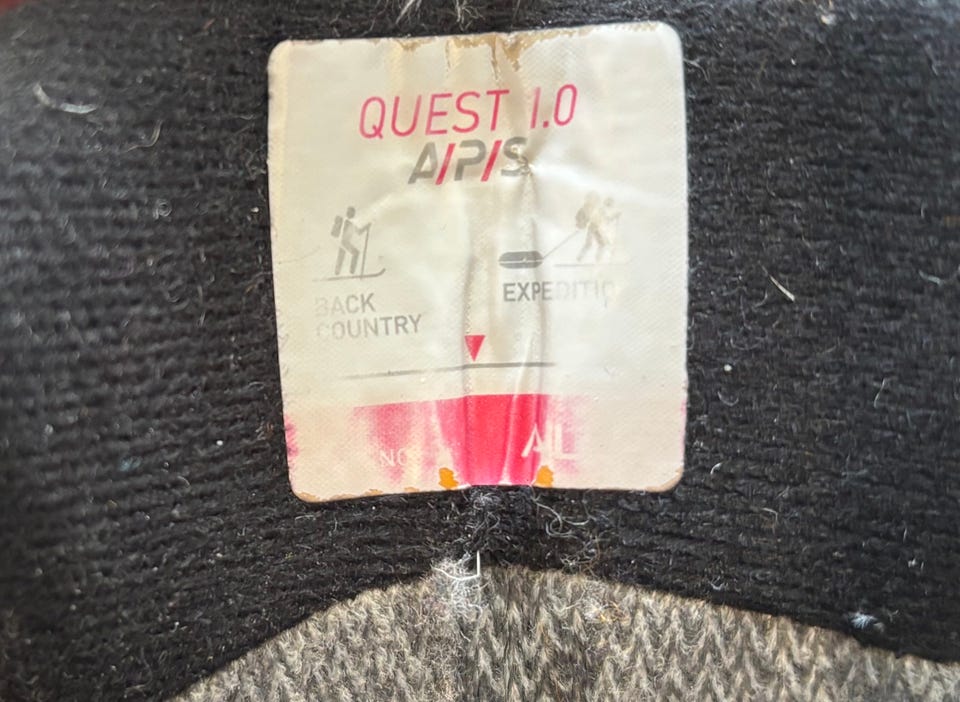 QUEST 1.0
A/P/S
BACK
COUNTRY
EXPEDITIO